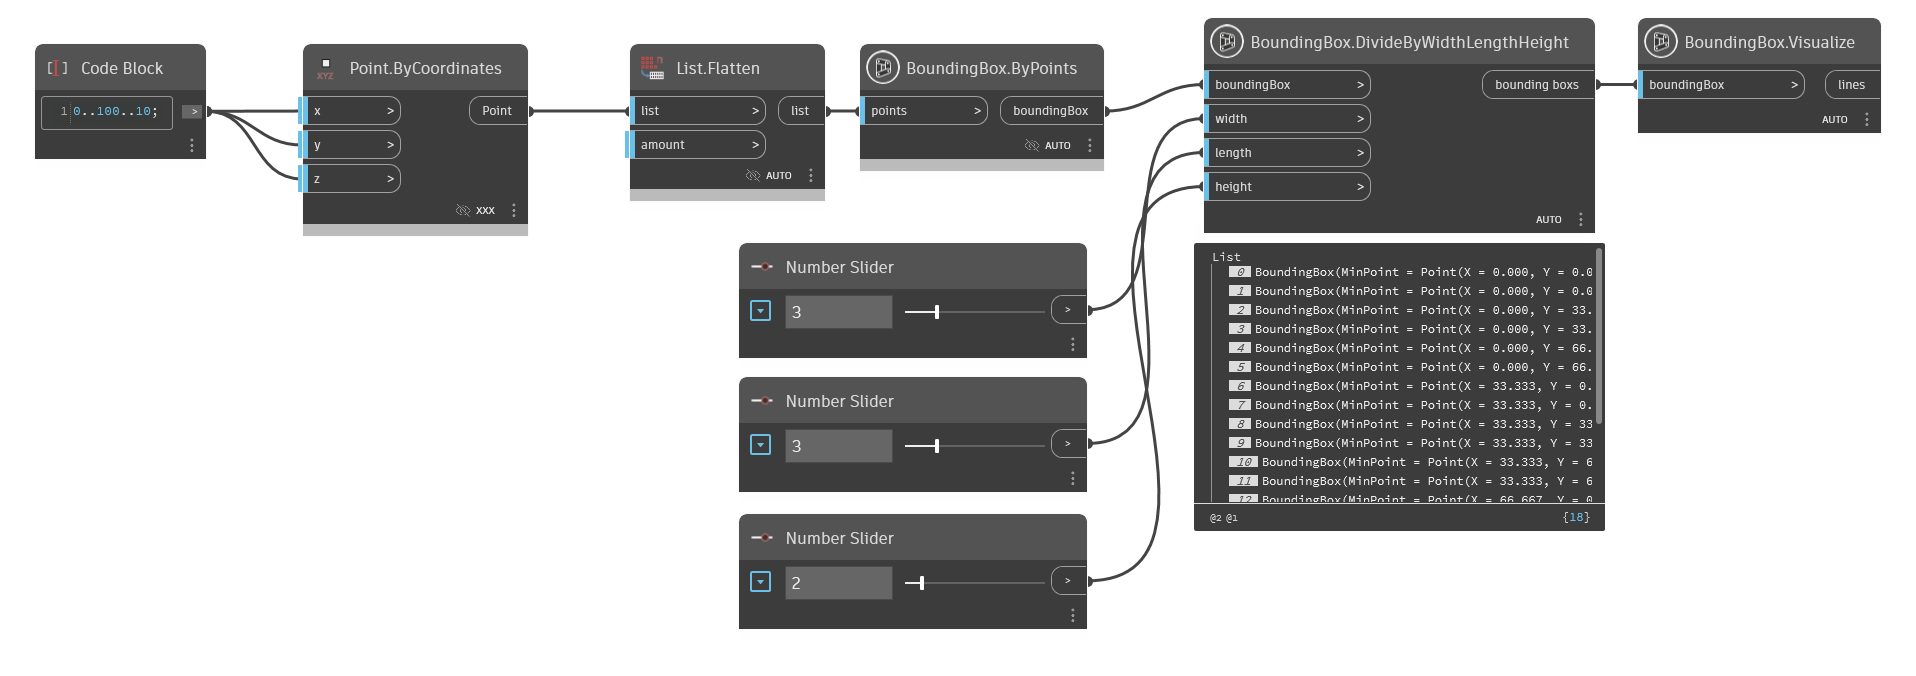 Code Block
1 0..100..10; >
Point.ByCoordinates
XYZ
x > Point
y >
z >
XXX
List.Flatten
list > list
amount >
AUTO
BoundingBox.ByPoints
points > boundingBox
AUTO
BoundingBox.DivideByWidthLengthHeight
boundingBox > bounding boxs
width >
length >
height >
AUTO
BoundingBox.Visualize
boundingBox > lines
AUTO
Number Slider
3 >
Number Slider
3 >
Number Slider
2 >
List
0 BoundingBox(MinPoint = Point(X = 0.000, Y = 0.0
1 BoundingBox(MinPoint = Point(X = 0.000, Y = 0.0
2 BoundingBox(MinPoint = Point(X = 0.000, Y = 33.
3 BoundingBox(MinPoint = Point(X = 0.000, Y = 33.
4 BoundingBox(MinPoint = Point(X = 0.000, Y = 66.
5 BoundingBox(MinPoint = Point(X = 0.000, Y = 66.
6 BoundingBox(MinPoint = Point(X = 33.333, Y = 0.
7 BoundingBox(MinPoint = Point(X = 33.333, Y = 0.
8 BoundingBox(MinPoint = Point(X = 33.333, Y = 33
9 BoundingBox(MinPoint = Point(X = 33.333, Y = 33
10 BoundingBox(MinPoint = Point(X = 33.333, Y = 6
11 BoundingBox(MinPoint = Point(X = 33.333, Y = 6
12 BoundingBox(MinPoint = Point(X = 66.667, Y = 0
@2 @1 {18}